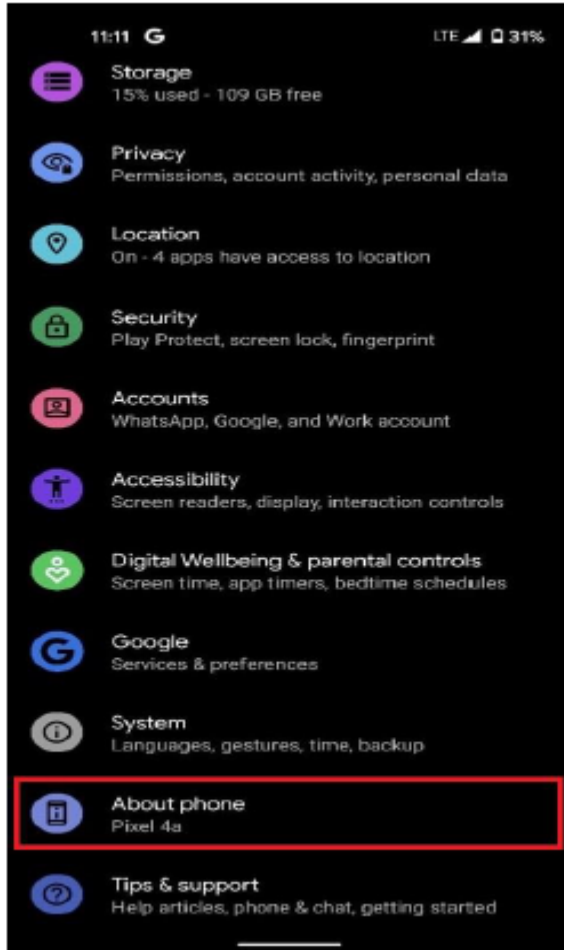 11:11 G LTE 31%
Storage
15% used - 109 GB free
Privacy
Permissions, account activity, personal data
Location
On - 4 apps have access to location
Security
Play Protect, screen lock, fingerprint
Accounts
WhatsApp, Google, and Work account
Accessibility
Screen readers, display, interaction controls
Digital Wellbeing & parental controls
Screen time, app timers, bedtime schedules
G
Google
Services & preferences
System
Languages, gestures, time, backup
About phone
Pixel 4a
Tips & support
Help articles, phone & chat, getting started